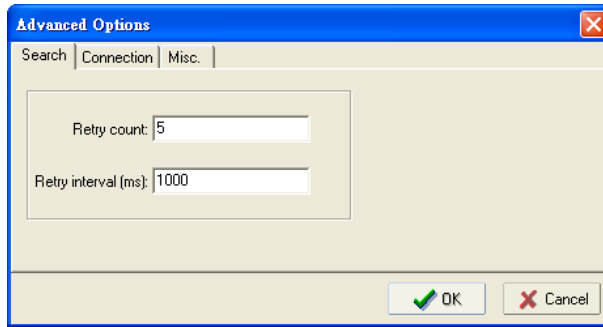 Advanced Options
Search Connection Misc.
Retry count: 5
Retry interval (ms): 1000
OK Cancel